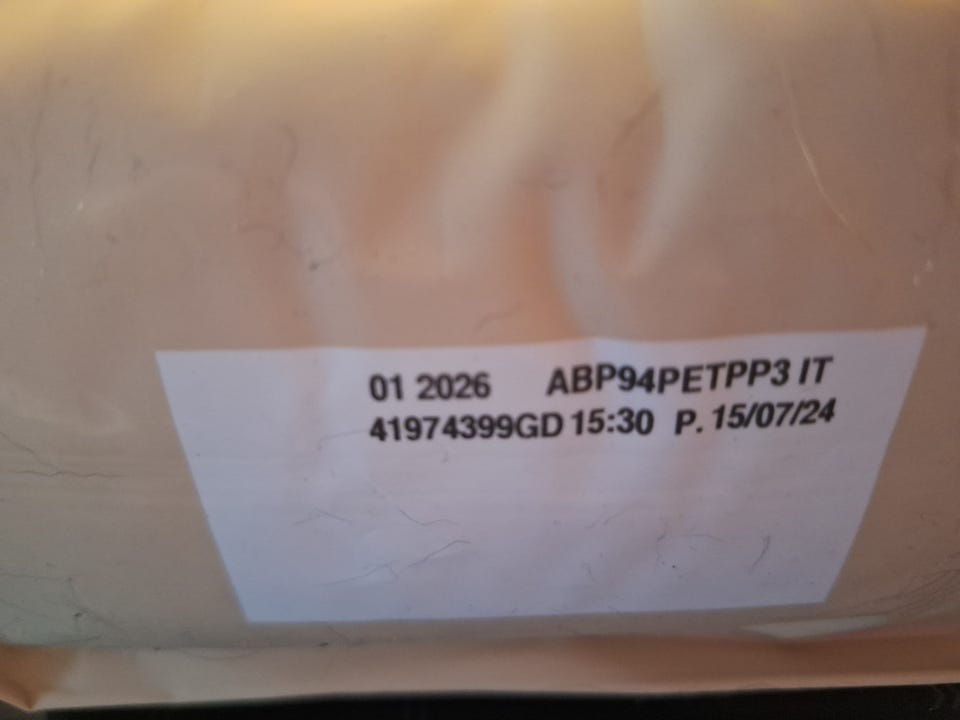 01 2026 ABP94PETPP3 IT
41974399GD 15:30 P. 15/07/24